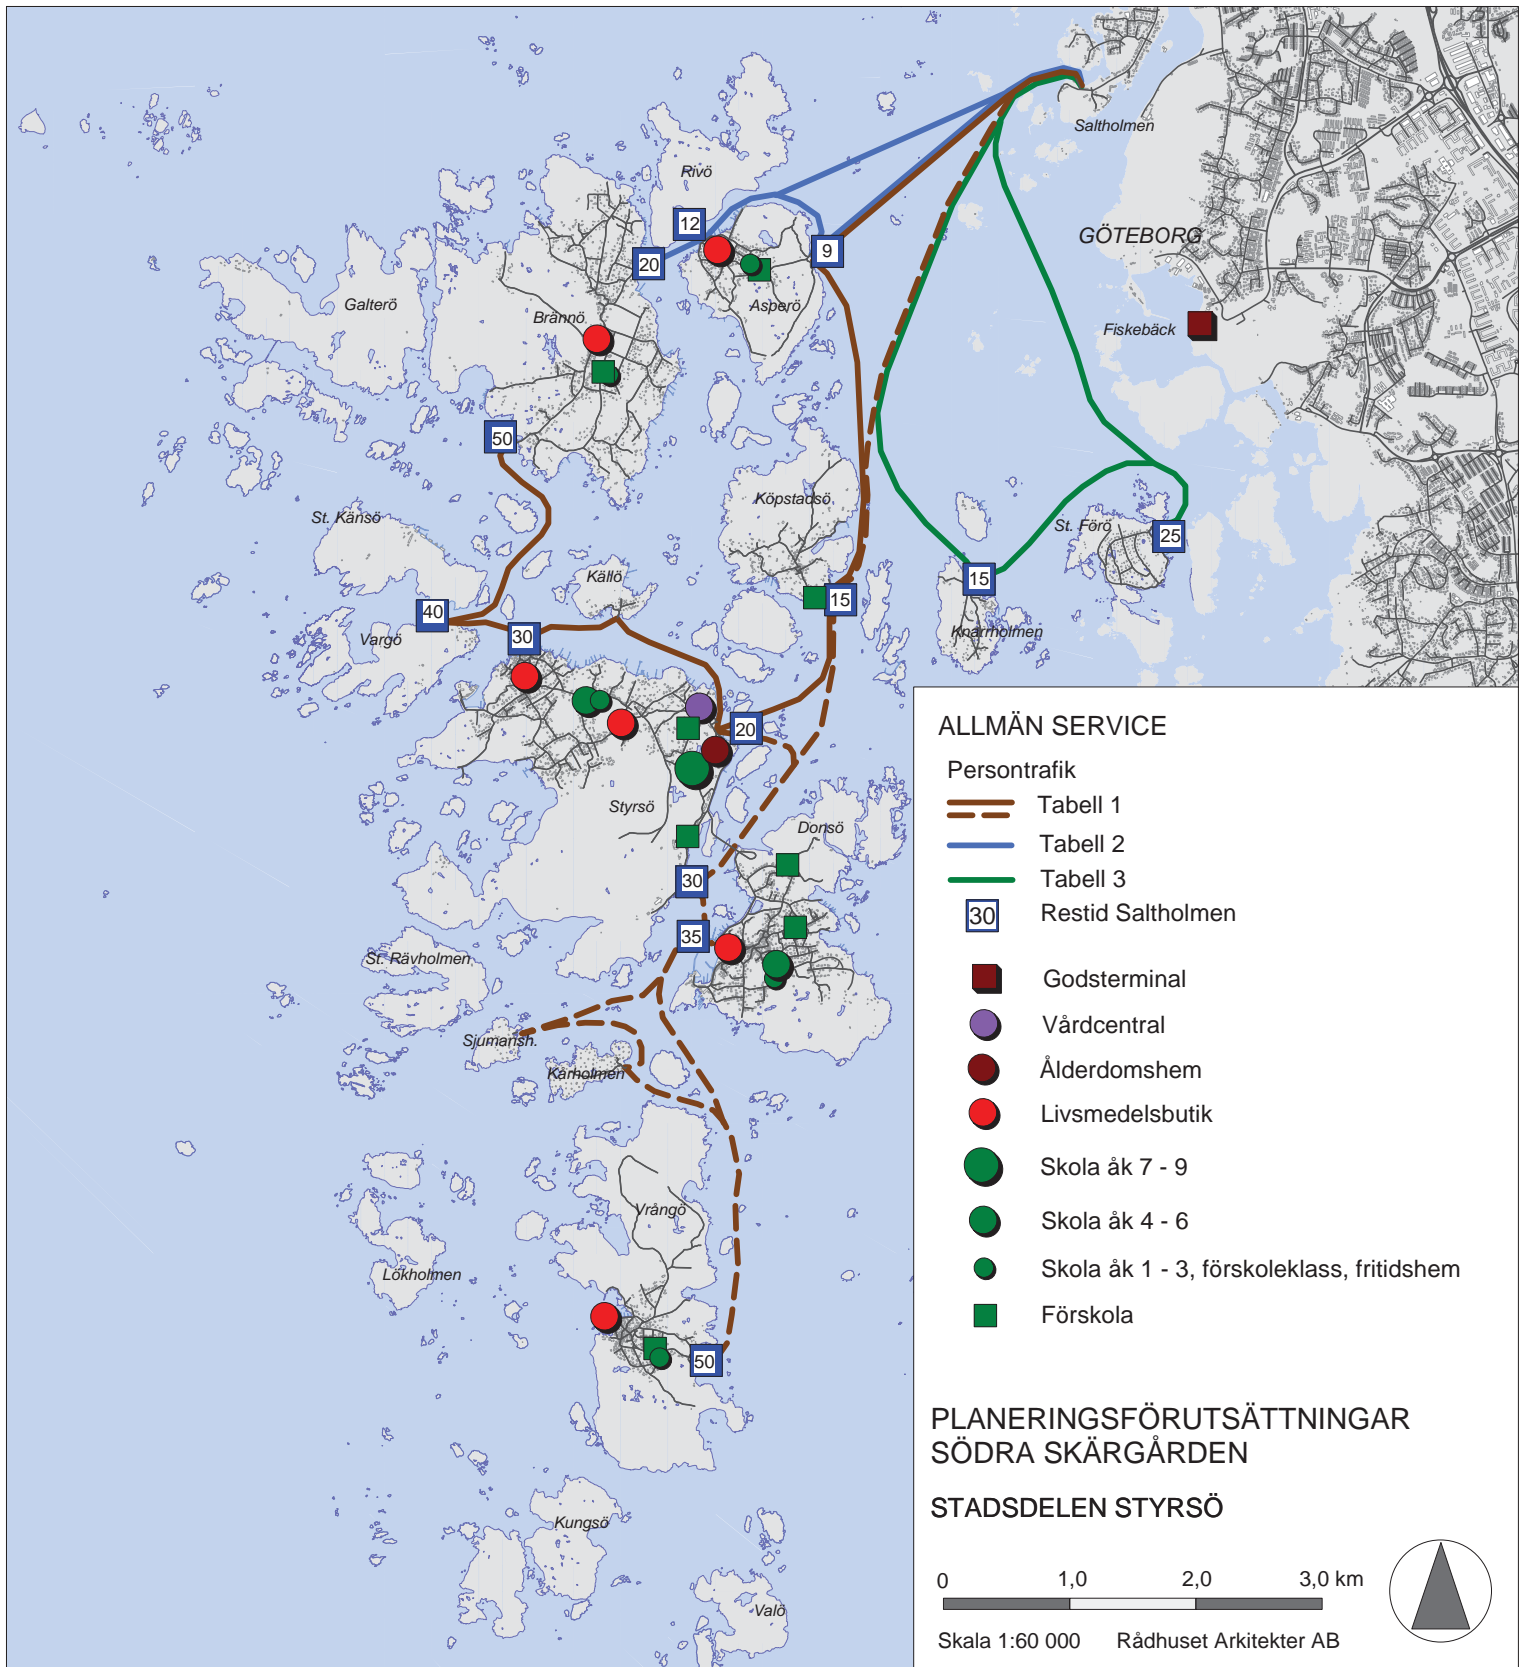 Saltholmen
Rivö
12
GÖTEBORG
9
20
Galterö
Asperö
Brännö
Fiskebäck
50
Köpstadsö
St. Känsö
St. Förö
25
Källö
15
15
40
Vargö
30
Knarrholmen
20
Styrsö
Donsö
30
35
St. Rävholmen
Sjumansh.
Kårholmen
Vrångö
Lökholmen
50
Kungsö
Valö
ALLMÄN SERVICE
Persontrafik
Tabell 1
Tabell 2
Tabell 3
30 Restid Saltholmen
Godsterminal
Vårdcentral
Ålderdomshem
Livsmedelsbutik
Skola åk 7 - 9
Skola åk 4 - 6
Skola åk 1 - 3, förskoleklass, fritidshem
Förskola
PLANERINGSFÖRUTSÄTTNINGAR
SÖDRA SKÄRGÅRDEN
STADSDELEN STYRSÖ
0 1,0 2,0 3,0 km
Skala 1:60 000 Rådhuset Arkitekter AB